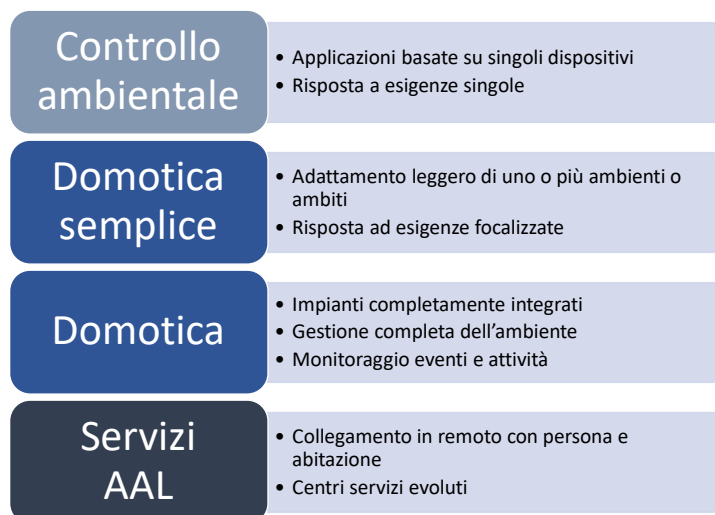 Controllo
ambientale
• Applicazioni basate su singoli dispositivi
• Risposta a esigenze singole
Domotica
semplice
• Adattamento leggero di uno o più ambienti o
ambiti
• Risposta ad esigenze focalizzate
Domotica
• Impianti completamente integrati
• Gestione completa dell'ambiente
• Monitoraggio eventi e attività
Servizi
AAL
• Collegamento in remoto con persona e
abitazione
• Centri servizi evoluti